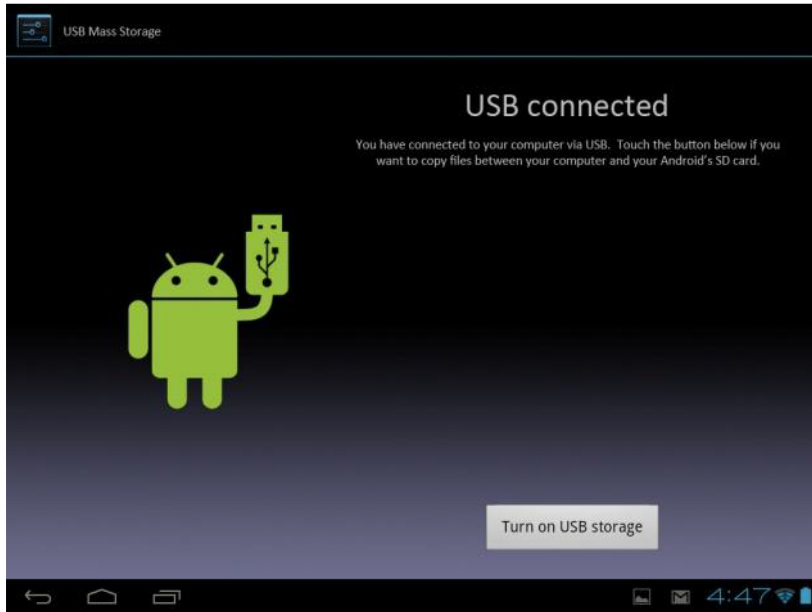 USB Mass Storage
USB connected
You have connected to your computer via USB. Touch the button below if you
want to copy files between your computer and your Android's SD card.
Turn on USB storage
4:47